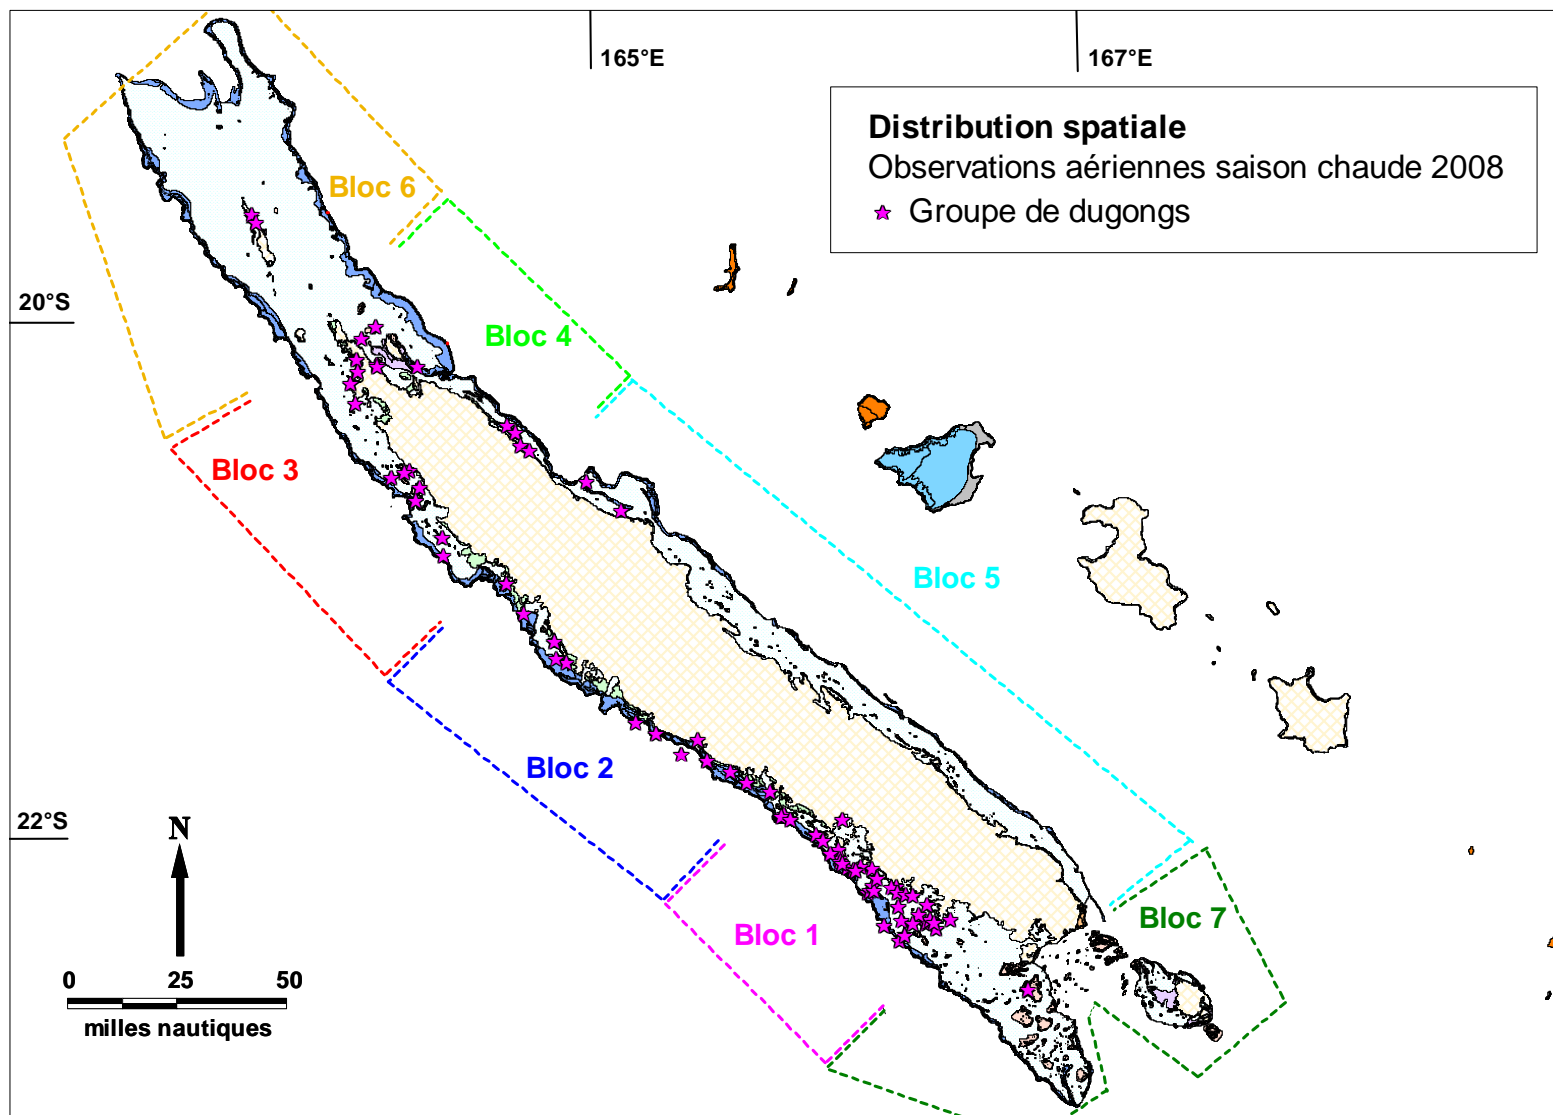 165°E
167°E
Distribution spatiale
Observations aériennes saison chaude 2008
Groupe de dugongs
Bloc 6
20°S
Bloc 4
Bloc 3
Bloc 5
Bloc 2
22°S
N
Bloc 7
Bloc 1
0 25 50
milles nautiques